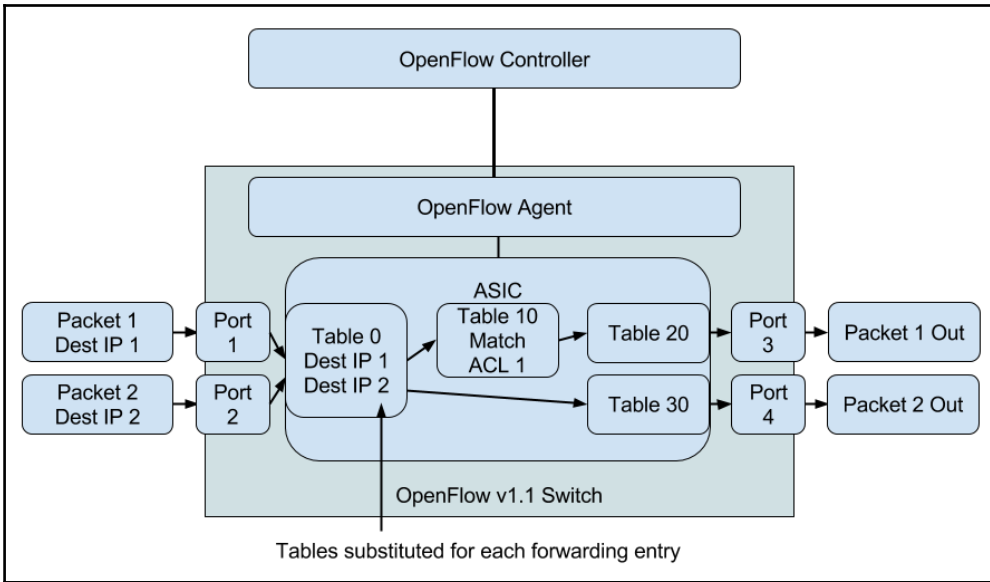 OpenFlow Controller
OpenFlow Agent
ASIC
Packet 1
Dest IP 1
Port
1
Table 0
Dest IP 1
Dest IP 2
Table 10
Match
ACL 1
Table 20
Port
3
Packet 1 Out
Packet 2
Dest IP 2
Port
2
Table 30
Port
4
Packet 2 Out
OpenFlow v1.1 Switch
Tables substituted for each forwarding entry